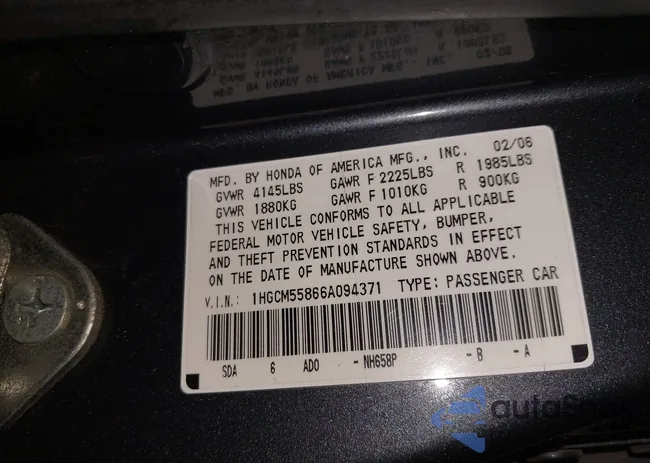 MFD. BY HONDA OF AMERICA MFG., INC. 02/06
GVWR 4145LBS GAWR F 2225LBS R 1985LBS
GVWR 1880KG GAWR F 1010KG R 900KG
THIS VEHICLE CONFORMS TO ALL APPLICABLE
FEDERAL MOTOR VEHICLE SAFETY, BUMPER,
AND THEFT PREVENTION STANDARDS IN EFFECT
ON THE DATE OF MANUFACTURE SHOWN ABOVE.
V.I.N.: 1HGCM55866A094371 TYPE: PASSENGER CAR
SDA 6 ADO -NH658P -B -A